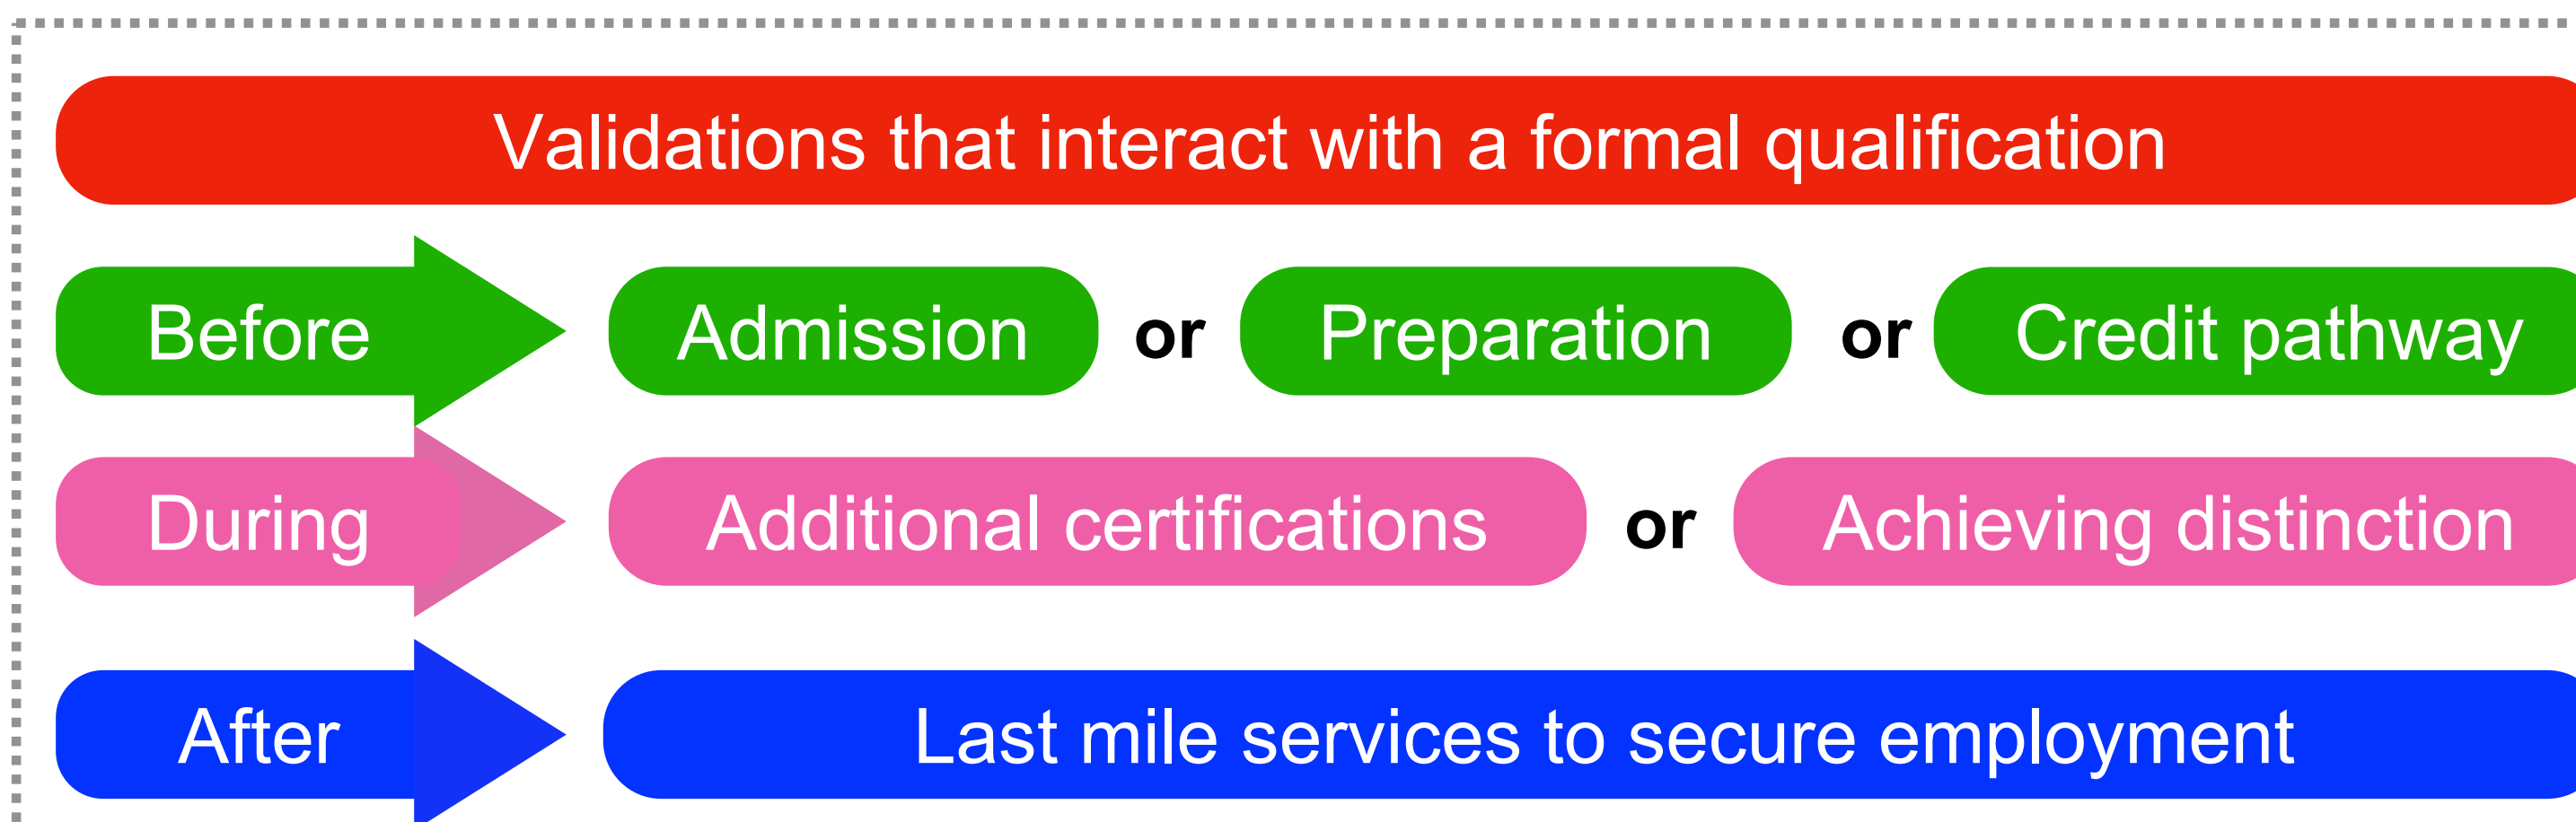 Validations that interact with a formal qualification
Before Admission or Preparation or Credit pathway
During Additional certifications or Achieving distinction
After Last mile services to secure employment